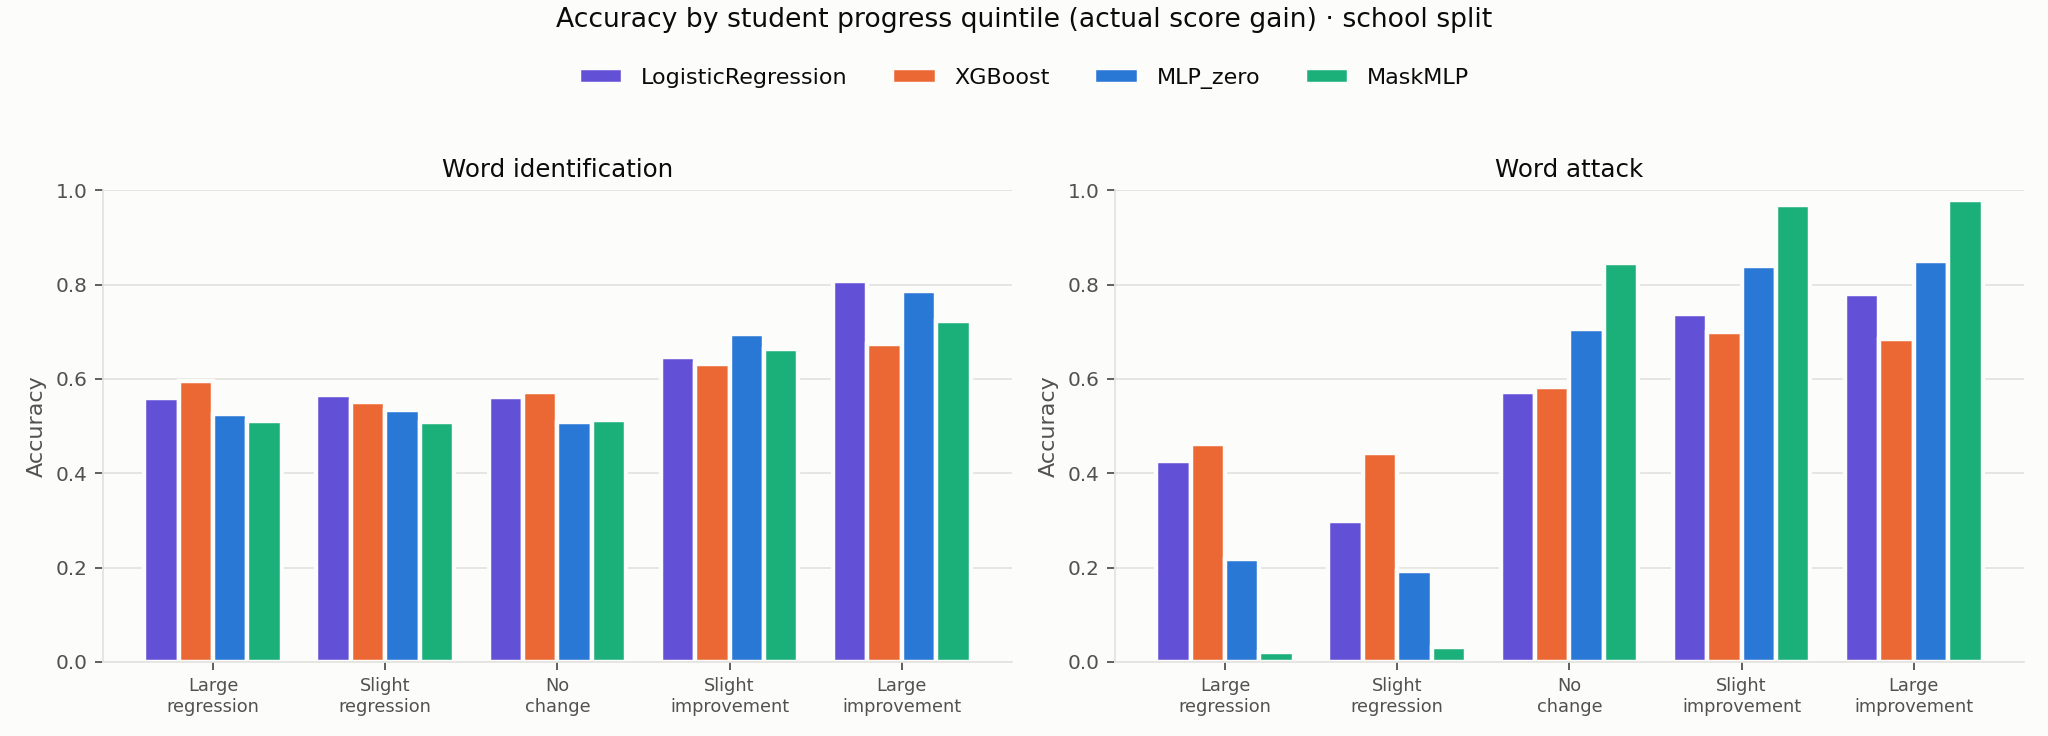 Accuracy by student progress quintile (actual score gain) · school split
LogisticRegression XGBoost MLP_zero MaskMLP
Word identification
Accuracy
1.0
0.8
0.6
0.4
0.2
0.0
Large regression
Slight regression
No change
Slight improvement
Large improvement
Word attack
Accuracy
1.0
0.8
0.6
0.4
0.2
0.0
Large regression
Slight regression
No change
Slight improvement
Large improvement